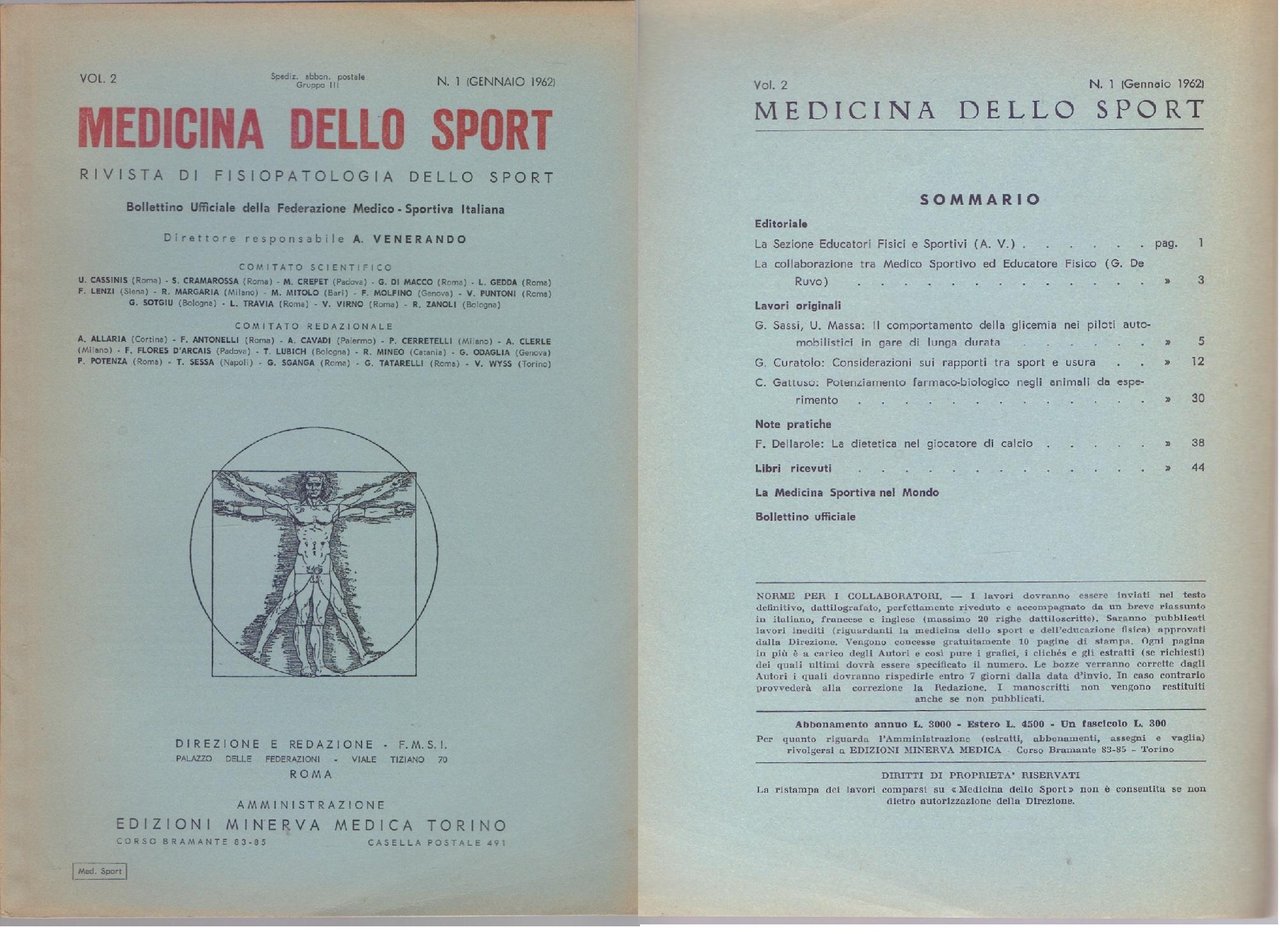 VOL. 2
Spediz. abbon. postale
Gruppo III
N. 1 (GENNAIO 1962)
MEDICINA DELLO SPORT
RIVISTA DI FISIOPATOLOGIA DELLO SPORT
Bollettino Ufficiale della Federazione Medico - Sportiva Italiana
Direttore responsabile A. VENERANDO
COMITATO SCIENTIFICO
U. CASSINIS (Roma) - S. CRAMAROSSA (Roma) - M. CREPET (Padova) - G. DI MACCO (Roma) - L. GEDDA (Roma)
F. LENZI (Siena) - R. MARGARIA (Milano) - M. MITOLO (Bari) - F. MOLFINO (Genova) - V. PUNTONI (Roma)
G. SOTGIU (Bologna) - L. TRAVIA (Roma) - V. VIRNO (Roma) - R. ZANOLI (Bologna)
COMITATO REDAZIONALE
A. ALLARIA (Cortina) - F. ANTONELLI (Roma) - A. CAVADI (Palermo) - P. CERRETELLI (Milano) - A. CLERLE
(Milano) - F. FLORES D'ARCAIS (Padova) - T. LUBICH (Bologna) - R. MINEO (Catania) - G. ODAGLIA (Genova)
P. POTENZA (Roma) - T. SESSA (Napoli) - G. SGANGA (Roma) - G. TATARELLI (Roma) - V. WYSS (Torino)
DIREZIONE E REDAZIONE - F.M.S.I.
PALAZZO DELLE FEDERAZIONI - VIALE TIZIANO 70
ROMA
AMMINISTRAZIONE
EDIZIONI MINERVA MEDICA TORINO
CORSO BRAMANTE 83-85 CASELLA POSTALE 491
Med. Sport
Vol. 2 N. 1 (Gennaio 1962)
MEDICINA DELLO SPORT
SOMMARIO
Editoriale
La Sezione Educatori Fisici e Sportivi (A. V.) . . . . . . pag. 1
La collaborazione tra Medico Sportivo ed Educatore Fisico (G. De
Ruvo) . . . . . . . . . . . . » 3
Lavori originali
G. Sassi, U. Massa: Il comportamento della glicemia nei piloti auto-
mobilistici in gare di lunga durata . . . . . . » 5
G. Curatolo: Considerazioni sui rapporti tra sport e usura . . » 12
C. Gattuso: Potenziamento farmaco-biologico negli animali da espe-
rimento . . . . . . . . . . . . » 30
Note pratiche
F. Dellarole: La dietetica nel giocatore di calcio . . . . . » 38
Libri ricevuti . . . . . . . . . . . . » 44
La Medicina Sportiva nel Mondo
Bollettino ufficiale
NORME PER I COLLABORATORI. — I lavori dovranno essere inviati nel testo
definitivo, dattilografato, perfettamente riveduto e accompagnato da un breve riassunto
in italiano, francese e inglese (massimo 20 righe dattiloscritte). Saranno pubblicati
lavori inediti (riguardanti la medicina dello sport e dell'educazione fisica) approvati
dalla Direzione. Vengono concesse gratuitamente 10 pagine di stampa. Ogni pagina
in più è a carico degli Autori e così pure i grafici, i clichés e gli estratti (se richiesti)
dei quali ultimi dovrà essere specificato il numero. Le bozze verranno corrette dagli
Autori i quali dovranno rispedirle entro 7 giorni dalla data d'invio. In caso contrario
provvederà alla correzione la Redazione. I manoscritti non vengono restituiti
anche se non pubblicati.
Abbonamento annuo L. 3000 - Estero L. 4500 - Un fascicolo L. 300
Per quanto riguarda l'Amministrazione (estratti, abbonamenti, assegni e vaglia)
rivolgersi a EDIZIONI MINERVA MEDICA Corso Bramante 83-85 - Torino
DIRITTI DI PROPRIETA' RISERVATI
La ristampa dei lavori comparsi su «Medicina dello Sport» non è consentita se non
dietro autorizzazione della Direzione.